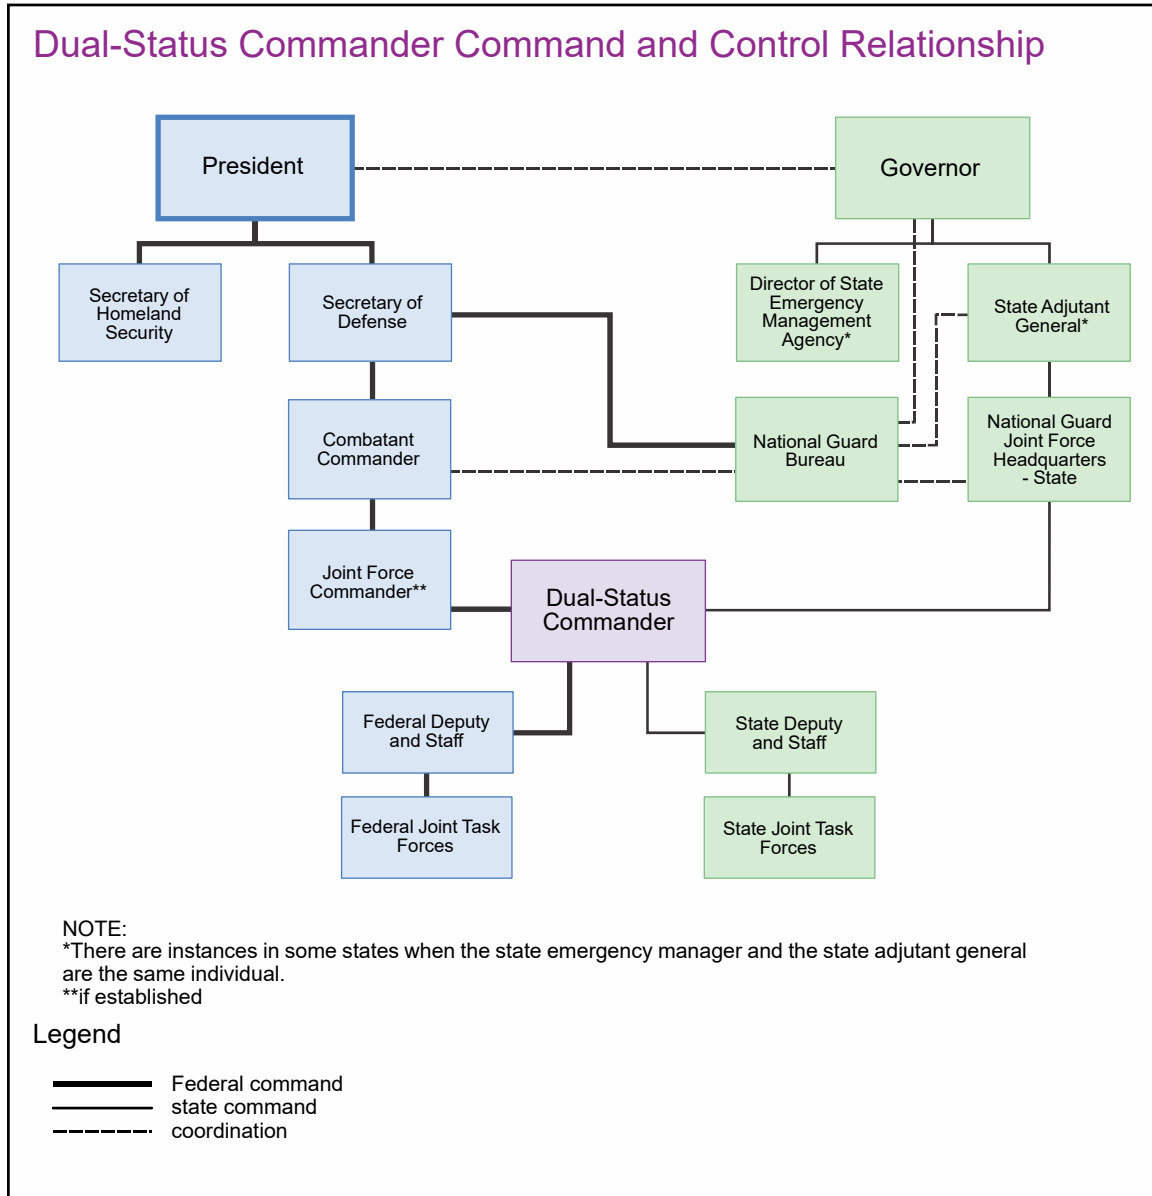 Dual-Status Commander Command and Control Relationship
President
Governor
Secretary of
Homeland
Security
Secretary of
Defense
Director of State
Emergency
Management
Agency*
State Adjutant
General*
Combatant
Commander
National Guard
Bureau
National Guard
Joint Force
Headquarters
- State
Joint Force
Commander**
Dual-Status
Commander
Federal Deputy
and Staff
State Deputy
and Staff
Federal Joint Task
Forces
State Joint Task
Forces
NOTE:
*There are instances in some states when the state emergency manager and the state adjutant general
are the same individual.
**if established
Legend
Federal command
state command
coordination